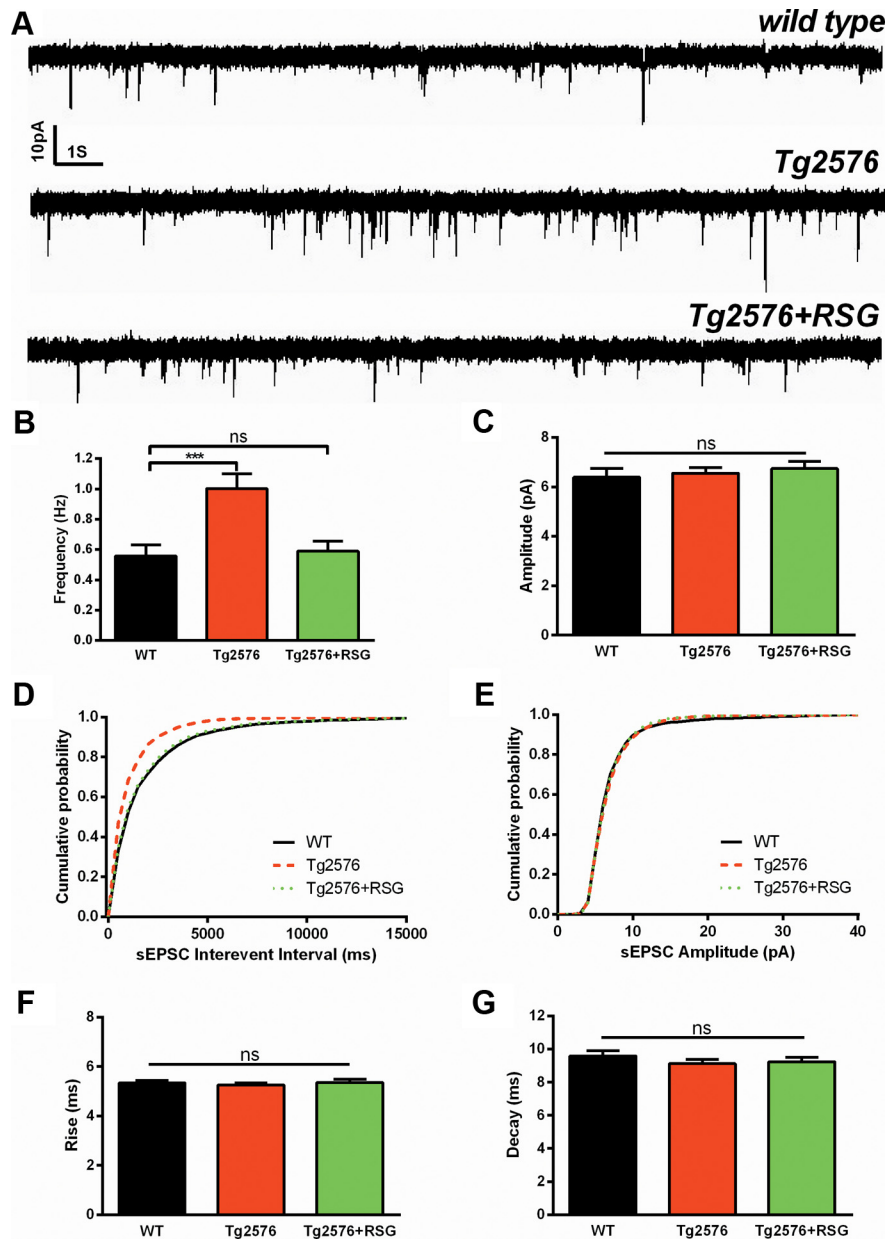 A
wild type
10pA
1S
Tg2576
Tg2576+RSG
B
ns
***
1.2
1.0
0.8
0.6
0.4
0.2
0.0
Frequency (Hz)
WT
Tg2576
Tg2576+RSG
C
ns
8
6
4
2
0
Amplitude (pA)
WT
Tg2576
Tg2576+RSG
D
1.0
0.8
0.6
0.4
0.2
0.0
Cumulative probability
WT
Tg2576
Tg2576+RSG
0
5000
10000
15000
sEPSC Interevent Interval (ms)
E
1.0
0.8
0.6
0.4
0.2
0.0
Cumulative probability
WT
Tg2576
Tg2576+RSG
0
10
20
30
40
sEPSC Amplitude (pA)
F
ns
8
6
4
2
0
Rise (ms)
WT
Tg2576
Tg2576+RSG
G
ns
12
10
8
6
4
2
0
Decay (ms)
WT
Tg2576
Tg2576+RSG